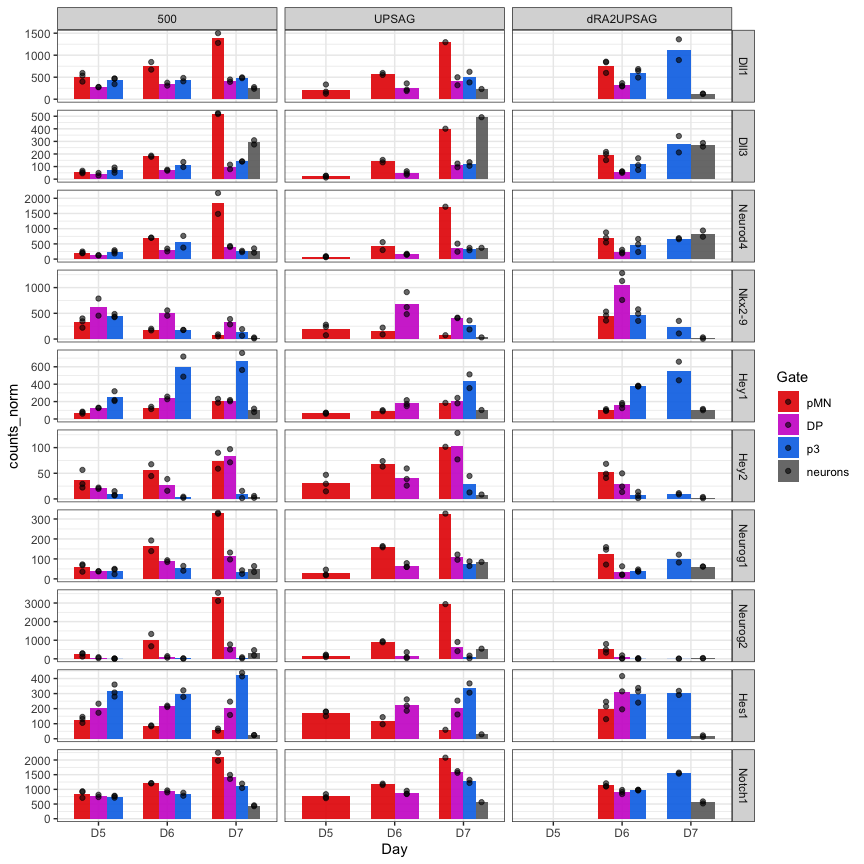 500 UPSAG dRA2UPSAG
1500
1000
500
0
Dll1
500
400
300
200
100
0
Dll3
2000
1500
1000
500
0
Neurod4
1000
500
0
Nkx2-9
600
400
200
0
Hey1
100
50
0
Hey2
300
200
100
0
Neurog1
3000
2000
1000
0
Neurog2
400
300
200
100
0
Hes1
2000
1500
1000
500
0
Notch1
D5 D6 D7 D5 D6 D7 D5 D6 D7
Day
counts_norm
Gate
pMN
DP
p3
neurons